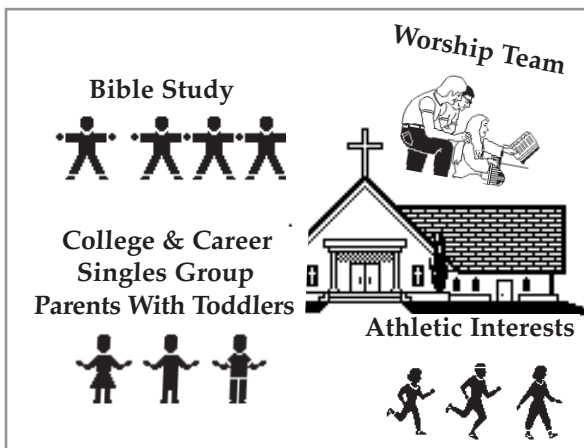 Worship Team
Bible Study
College & Career
Singles Group
Parents With Toddlers
Athletic Interests